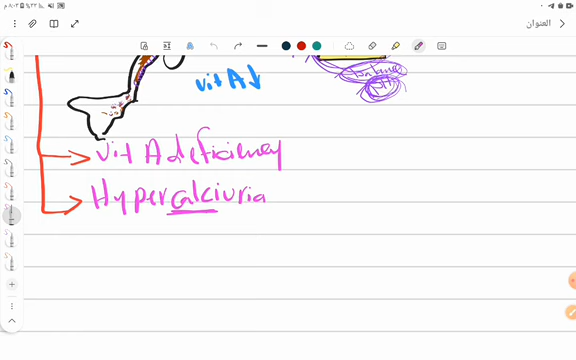 العنوان
vit A↓
vit A deficiency
Hypercalciuria